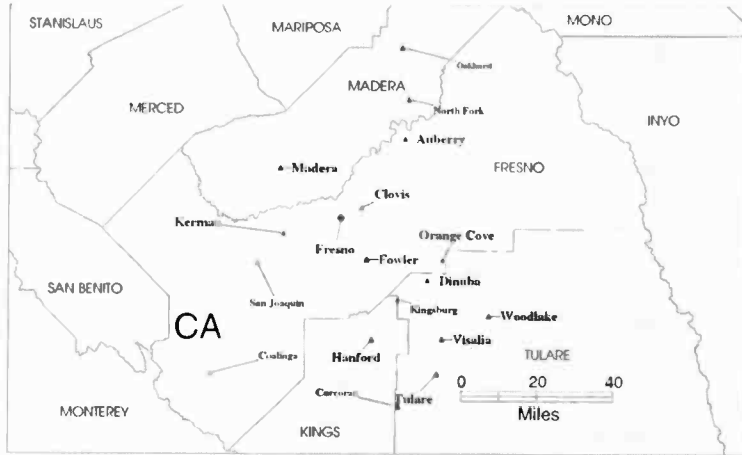 STANISLAUS
MARIPOSA
MONO
Oakhurst
MADERA
MERCED
North Fork
INYO
Auberry
Madera
FRESNO
Clovis
Kerman
Fresno
Orange Cove
Fowler
Dinuba
SAN BENITO
San Joaquin
Kingsburg
Woodlake
CA
Visalia
Hanford
Coalinga
TULARE
0 20 40
Corcoran
Tulare
Miles
MONTEREY
KINGS